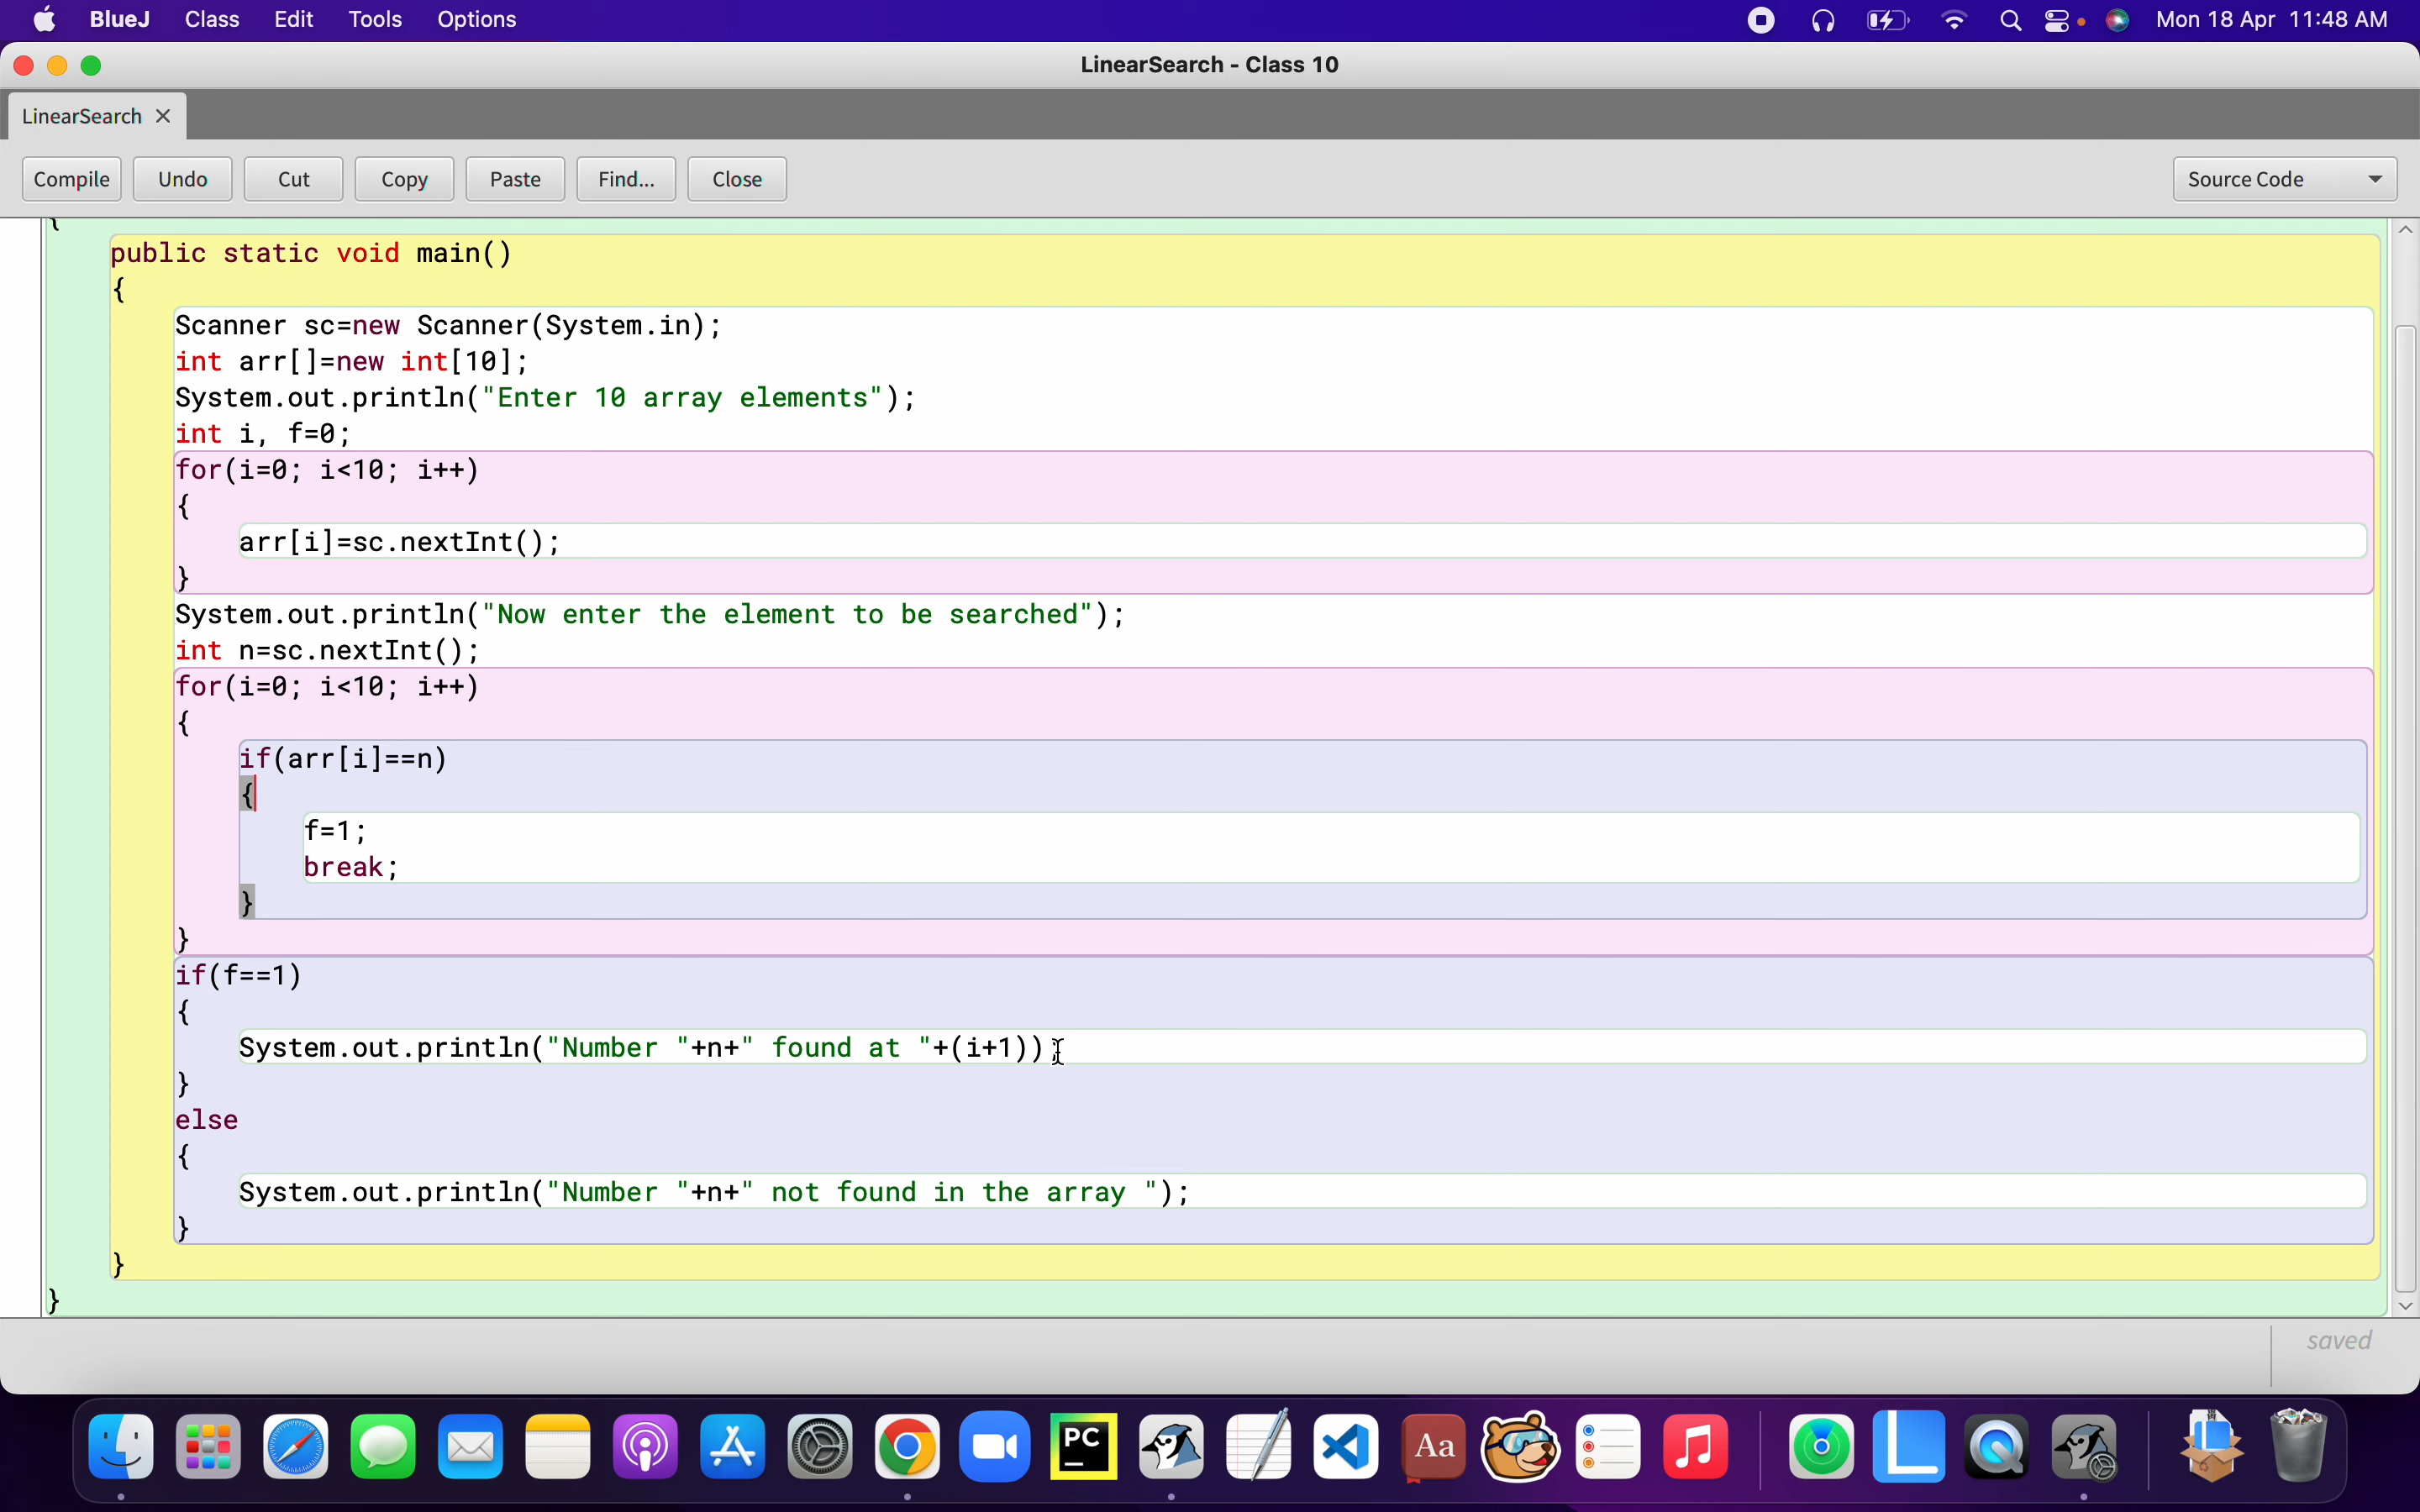 BlueJ Class Edit Tools Options Mon 18 Apr 11:48 AM
LinearSearch - Class 10
LinearSearch ×
Compile Undo Cut Copy Paste Find... Close Source Code
{
public static void main()
{
Scanner sc=new Scanner(System.in);
int arr[]=new int[10];
System.out.println("Enter 10 array elements");
int i, f=0;
for(i=0; i<10; i++)
{
arr[i]=sc.nextInt();
}
System.out.println("Now enter the element to be searched");
int n=sc.nextInt();
for(i=0; i<10; i++)
{
if(arr[i]==n)
{
f=1;
break;
}
}
if(f==1)
{
System.out.println("Number "+n+" found at "+(i+1));
}
else
{
System.out.println("Number "+n+" not found in the array ");
}
}
}
saved
PC Aa